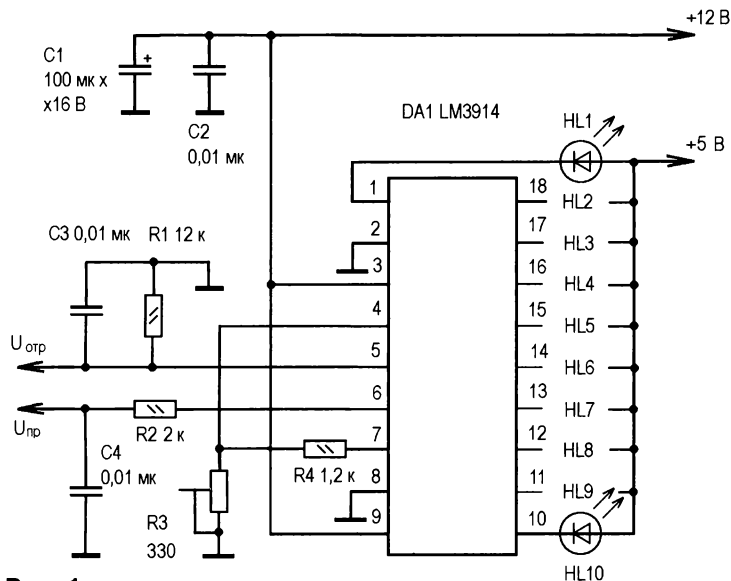 +12 В
C1
100 мк х
х16 В
C2
0,01 мк
DA1 LM3914
HL1
+5 В
1
18
HL2
2
17
HL3
3
16
HL4
4
15
HL5
5
14
HL6
6
13
HL7
7
12
HL8
8
11
HL9
9
10
HL10
C3 0,01 мк
R1 12 к
U отр
Uпр
R2 2 к
C4
0,01 мк
R4 1,2 к
R3
330